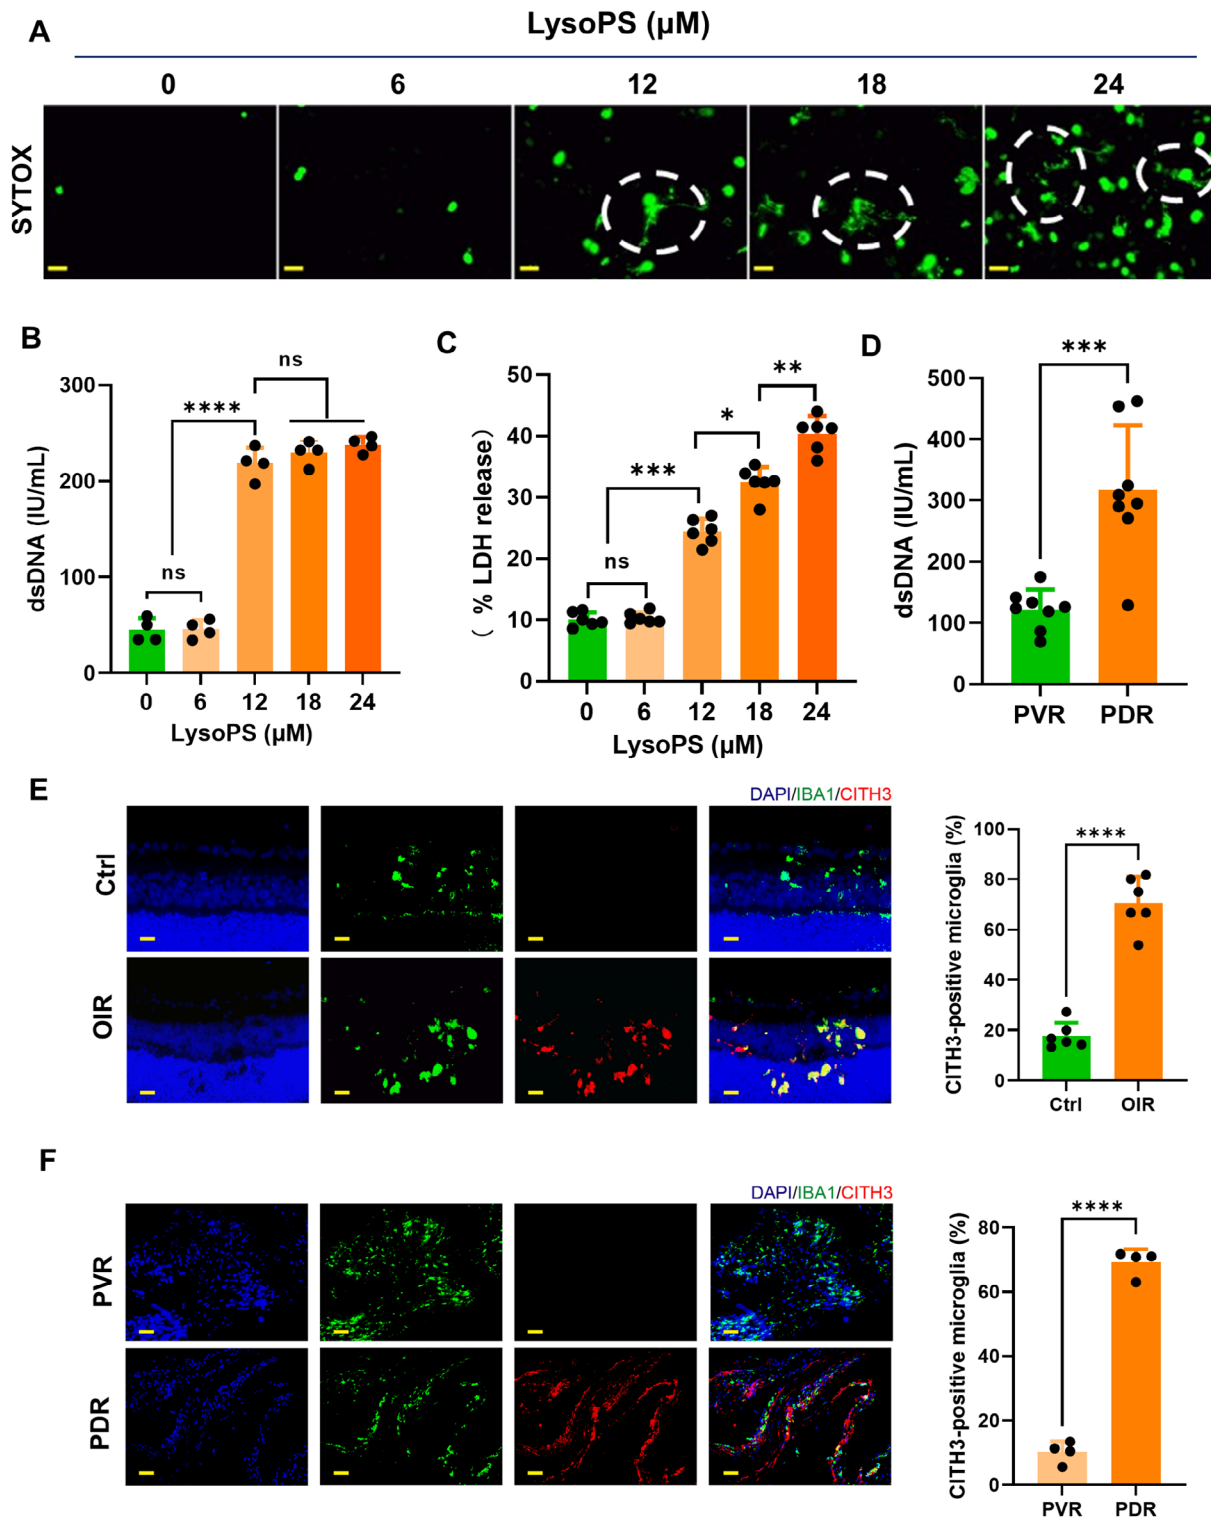 A
LysoPS (µM)
0 6 12 18 24
SYTOX
B
dsDNA (IU/mL)
300
200
100
0
ns
****
ns
0 6 12 18 24
LysoPS (µM)
C
( % LDH release)
50
40
30
20
10
0
ns
***
*
**
0 6 12 18 24
LysoPS (µM)
D
dsDNA (IU/mL)
500
400
300
200
100
0
***
PVR PDR
E
DAPI/IBA1/CITH3
Ctrl
OIR
CITH3-positive microglia (%)
100
80
60
40
20
0
****
Ctrl OIR
F
DAPI/IBA1/CITH3
PVR
PDR
CITH3-positive microglia (%)
80
60
40
20
0
****
PVR PDR